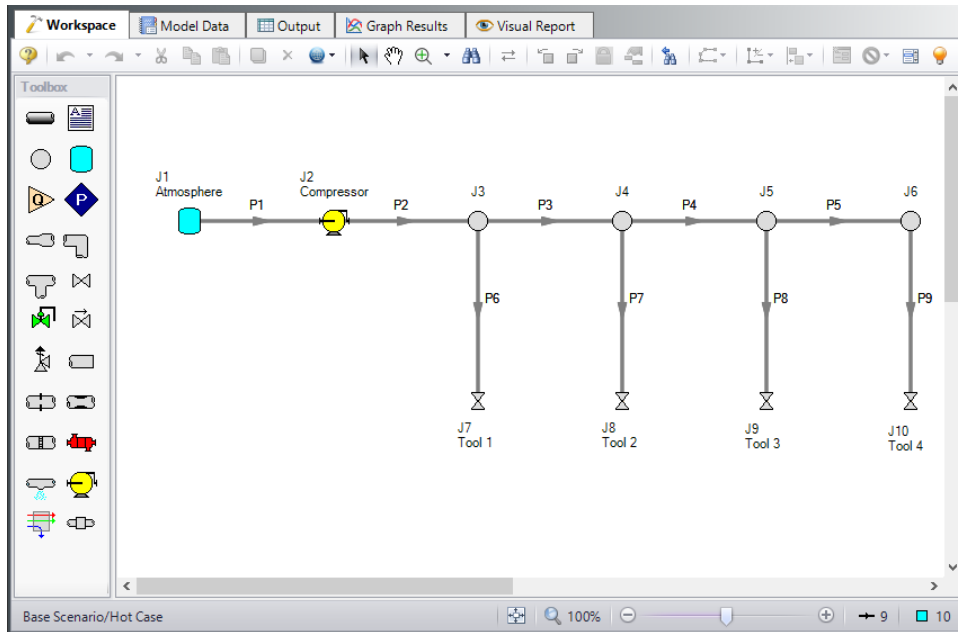 Workspace
Model Data
Output
Graph Results
Visual Report
Toolbox
A
Q
P
J1
Atmosphere
P1
J2
Compressor
P2
J3
P3
J4
P4
J5
P5
J6
P6
P7
P8
P9
J7
Tool 1
J8
Tool 2
J9
Tool 3
J10
Tool 4
Base Scenario/Hot Case
100%
9
10